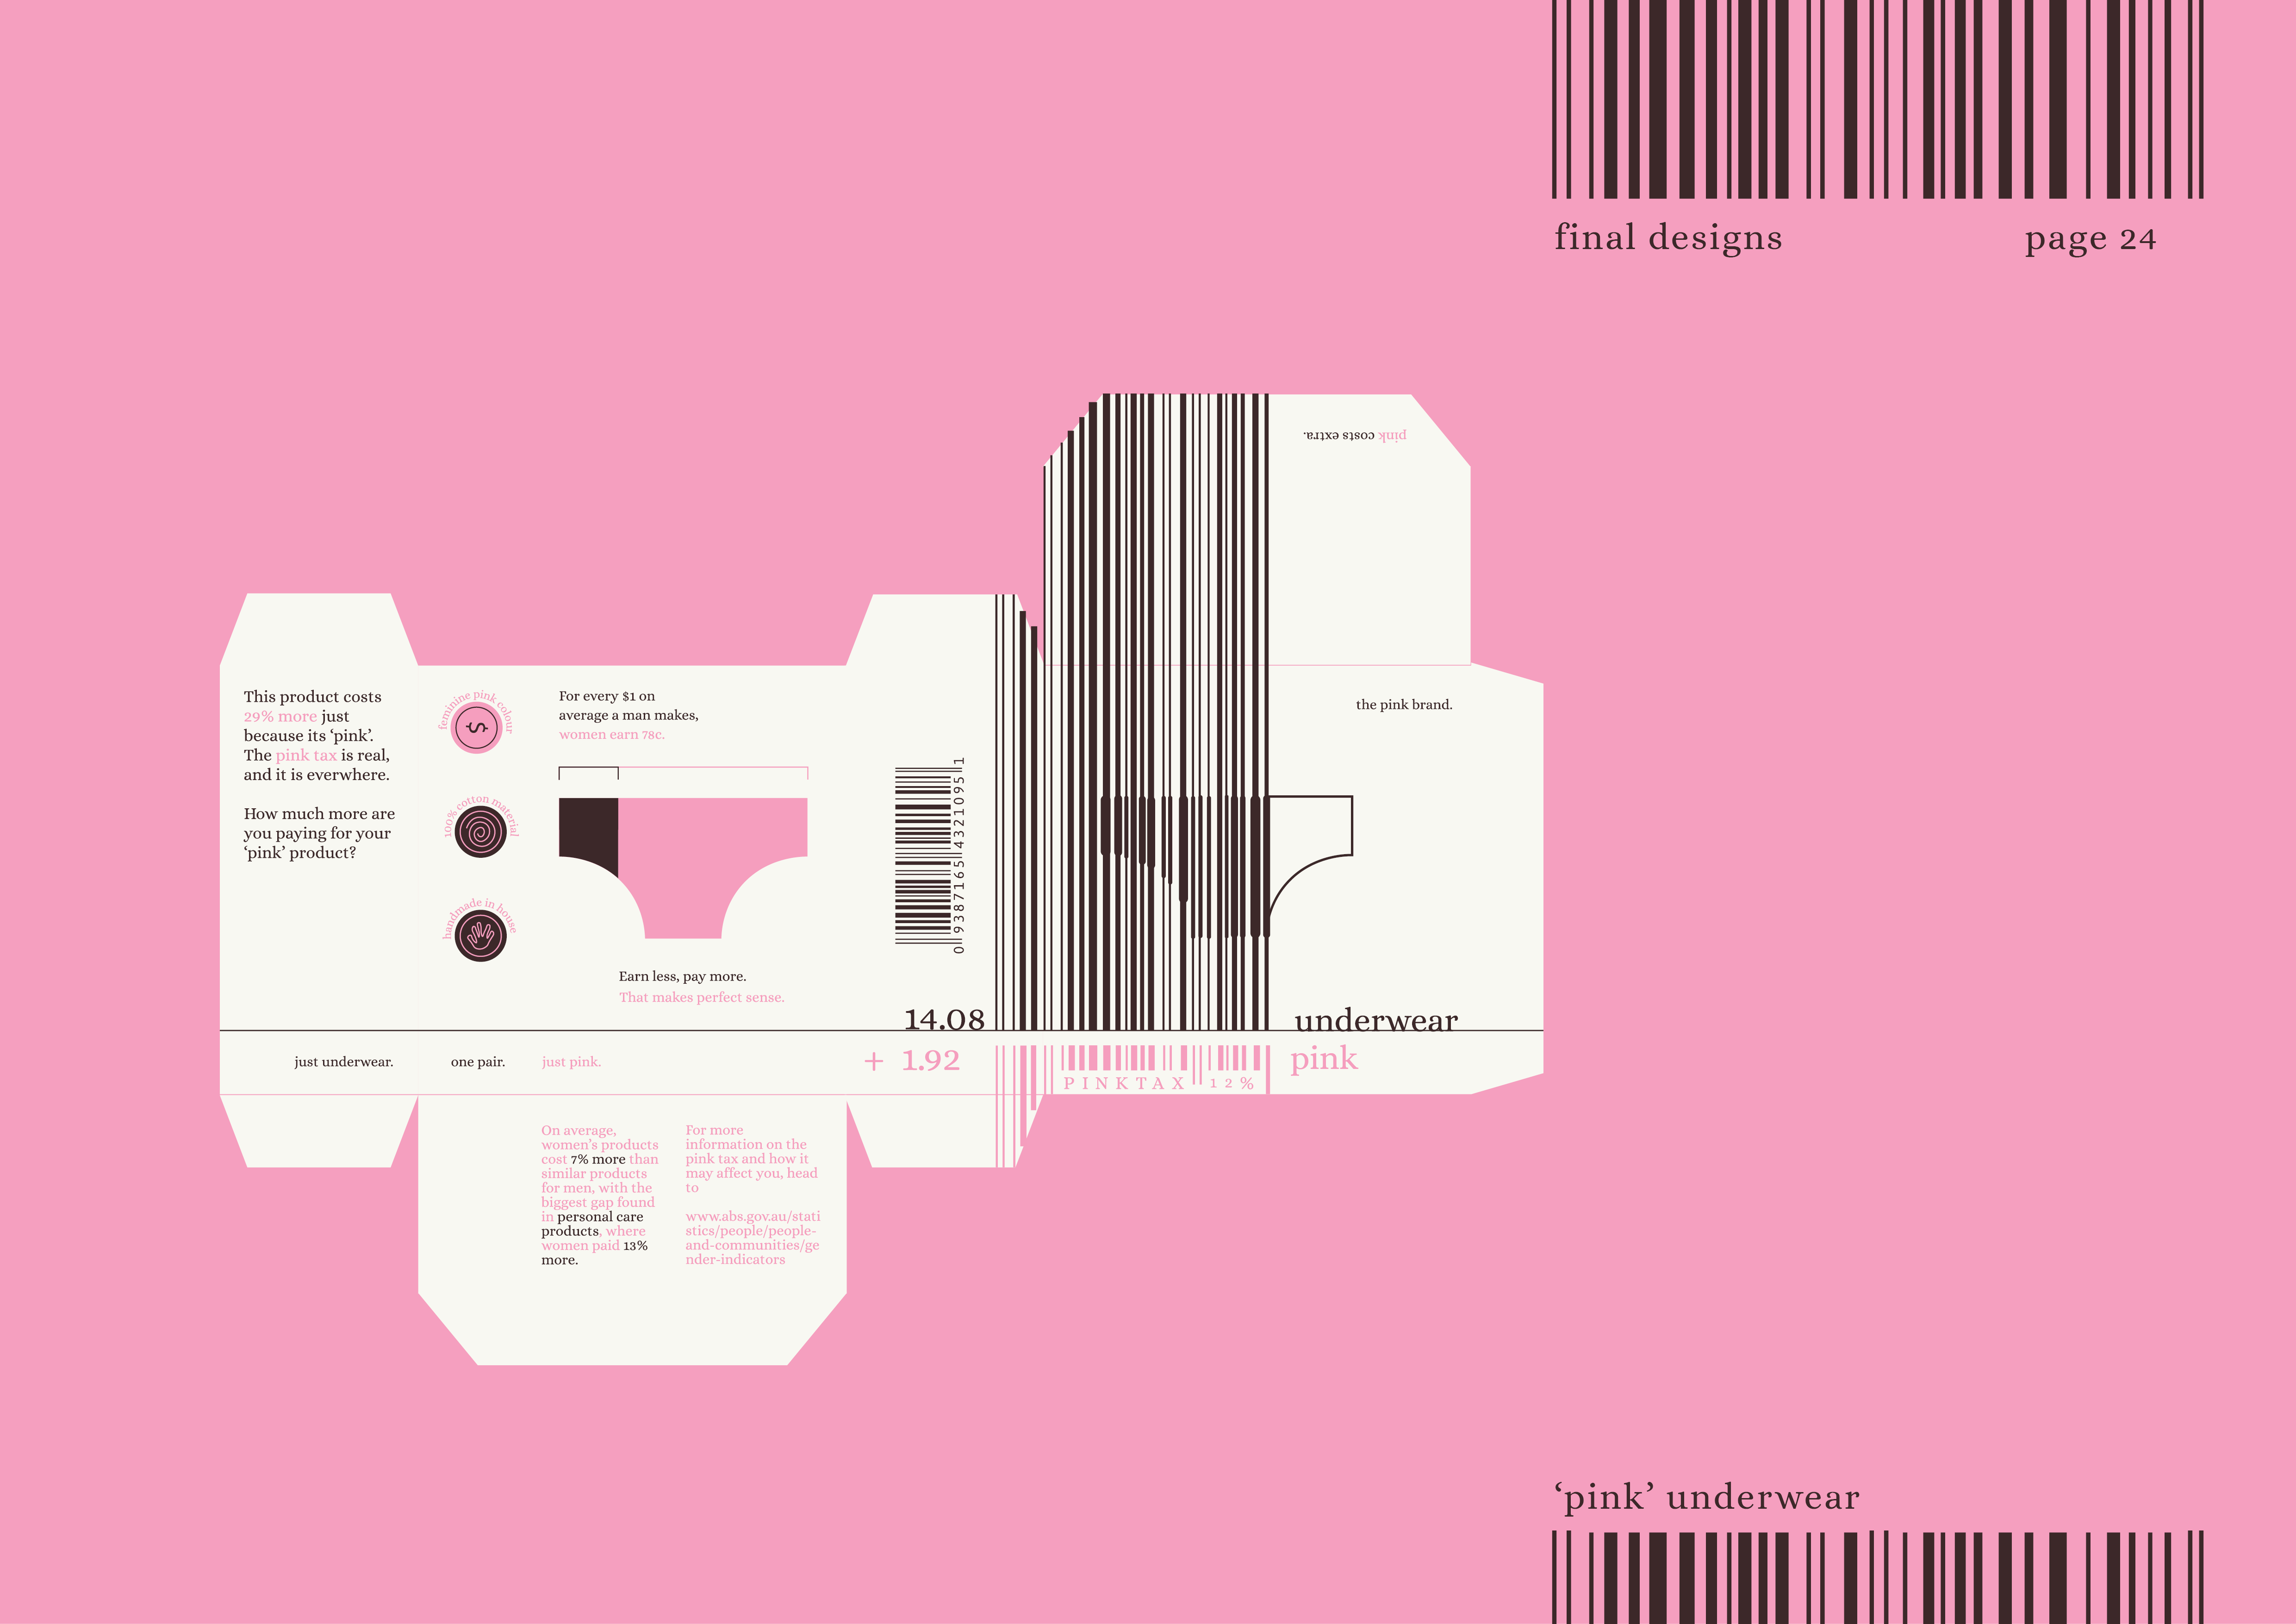 final designs
page 24
pink costs extra.
This product costs
29% more just
because its ‘pink’.
The pink tax is real,
and it is everwhere.
How much more are
you paying for your
‘pink’ product?
feminine pink colour
$
100% cotton material
handmade in house
For every $1 on
average a man makes,
women earn 78c.
Earn less, pay more.
That makes perfect sense.
0 9387165 4321095 1
the pink brand.
14.08
underwear
just underwear.
one pair.
just pink.
+ 1.92
pink
PINKTAX 12%
On average,
women’s products
cost 7% more than
similar products
for men, with the
biggest gap found
in personal care
products, where
women paid 13%
more.
For more
information on the
pink tax and how it
may affect you, head
to
www.abs.gov.au/stati
stics/people/people-
and-communities/ge
nder-indicators
‘pink’ underwear